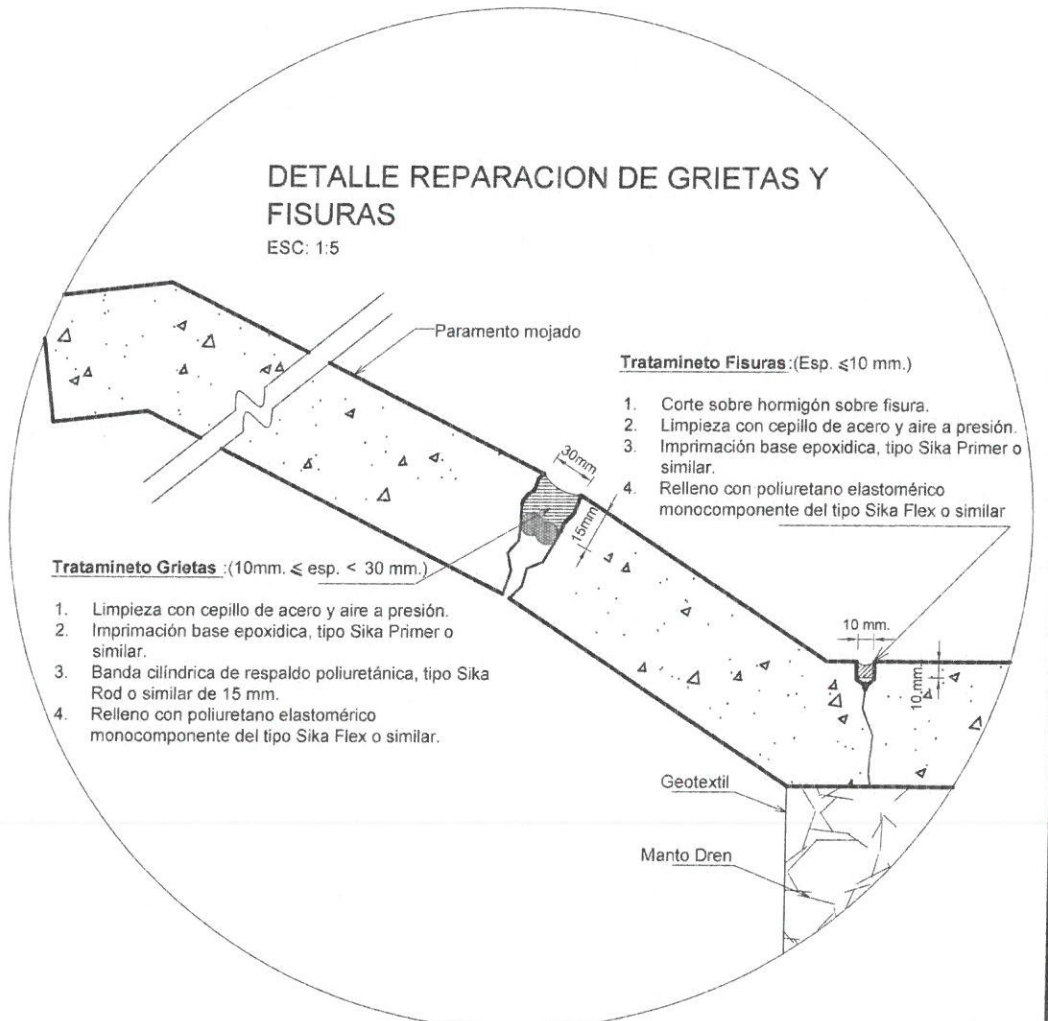 DETALLE REPARACION DE GRIETAS Y
FISURAS
ESC: 1:5
Paramento mojado
Tratamineto Fisuras:(Esp. ≤10 mm.)
1. Corte sobre hormigón sobre fisura.
2. Limpieza con cepillo de acero y aire a presión.
3. Imprimación base epoxidica, tipo Sika Primer o
similar.
4. Relleno con poliuretano elastomérico
monocomponente del tipo Sika Flex o similar
30mm.
15mm
Tratamineto Grietas :(10mm. ≤ esp. < 30 mm.)
1. Limpieza con cepillo de acero y aire a presión.
2. Imprimación base epoxidica, tipo Sika Primer o
similar.
3. Banda cilíndrica de respaldo poliuretánica, tipo Sika
Rod o similar de 15 mm.
4. Relleno con poliuretano elastomérico
monocomponente del tipo Sika Flex o similar.
10 mm.
10 mm.
Geotextil
Manto Dren